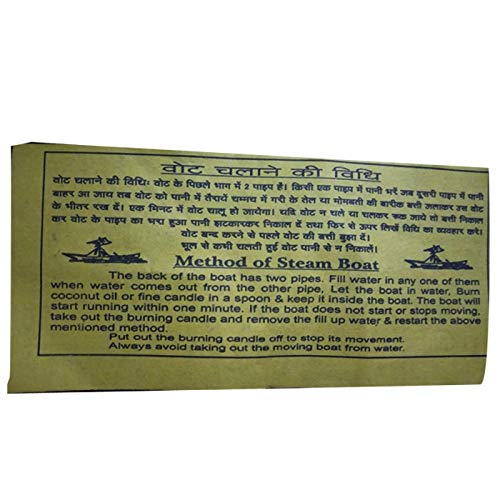 वोट चलाने की विधि
वोट चलाने की विधिः वोट के पिछले भाग में 2 पाइप है। किसी एक पाइप में पानी भरें जब दूसरी पाइप में पानी
बाहर आ जाय तब वोट को पानी में तैरायें चम्मच में गरी के तेल या मोमबत्ती की बारीक बत्ती जलाकर उस वोट
के भीतर रख दें। एक मिनट में वोट चालू हो जायेगा। यदि वोट न चले या चलकर रूक जाये तो बत्ती निकाल
कर वोट के पाइप का भरा हुआ पानी झटकारकर निकाल दें तथा फिर से उपर लिखें विधि का व्यवहार करे।
वोट बन्द करने से पहले वोट की बत्ती बुझा दें।
भूल से कभी चलती हुई वोट पानी से न निकालें।
Method of Steam Boat
The back of the boat has two pipes. Fill water in any one of them
when water comes out from the other pipe, Let the boat in water, Burn
coconut oil or fine candle in a spoon & keep it inside the boat. The boat will
start running within one minute. If the boat does not start or stops moving,
take out the burning candle and remove the fill up water & restart the above
mentioned method.
Put out the burning candle off to stop its movement.
Always avoid taking out the moving boat from water.